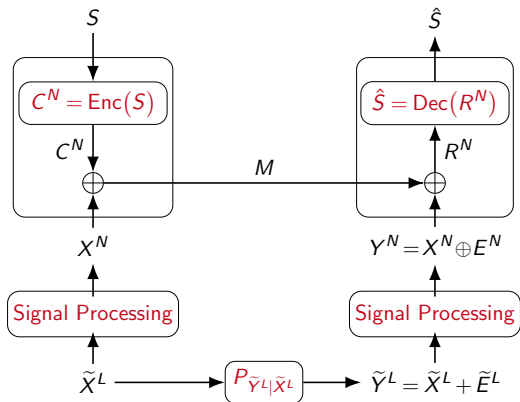 S Ŝ
C^N = Enc(S) Ŝ = Dec(R^N)
C^N R^N
⊕ M ⊕
X^N Y^N = X^N ⊕ E^N
Signal Processing Signal Processing
X̃^L P_{Ỹ^L|X̃^L} Ỹ^L = X̃^L + Ẽ^L